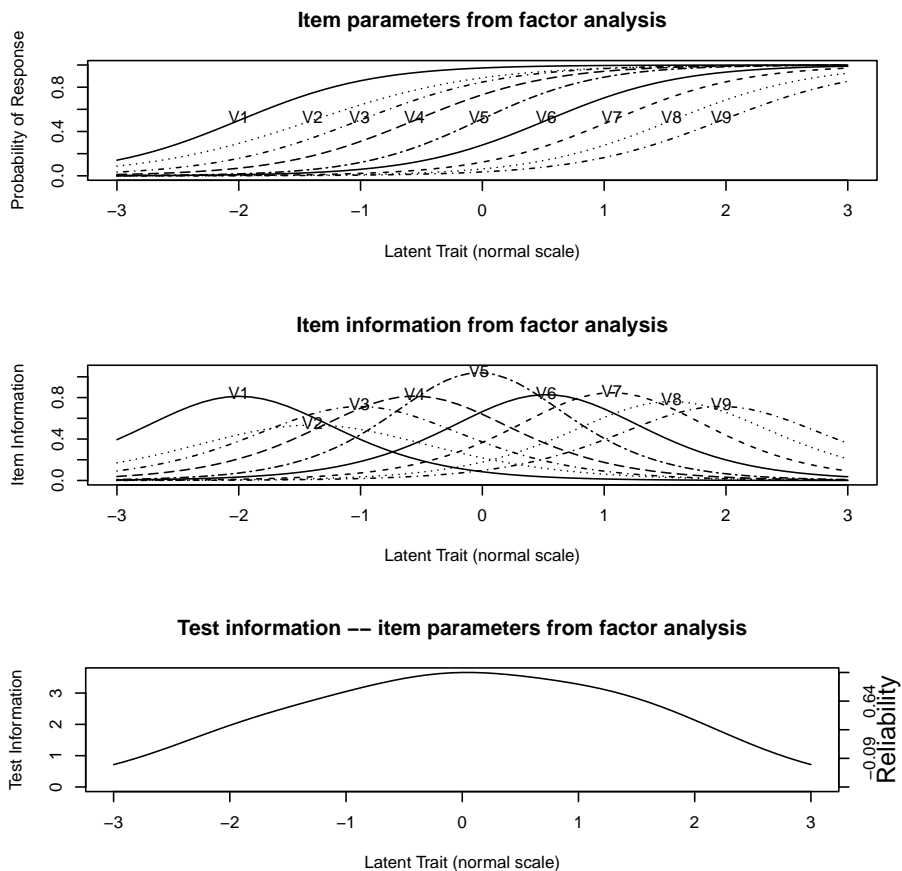 Item parameters from factor analysis
Probability of Response
0.0 0.4 0.8
V1 V2 V3 V4 V5 V6 V7 V8 V9
−3 −2 −1 0 1 2 3
Latent Trait (normal scale)
Item information from factor analysis
Item Information
0.0 0.4 0.8
V1 V2 V3 V4 V5 V6 V7 V8 V9
−3 −2 −1 0 1 2 3
Latent Trait (normal scale)
Test information −− item parameters from factor analysis
Test Information
0 1 2 3
−0.09 0.64
Reliability
−3 −2 −1 0 1 2 3
Latent Trait (normal scale)